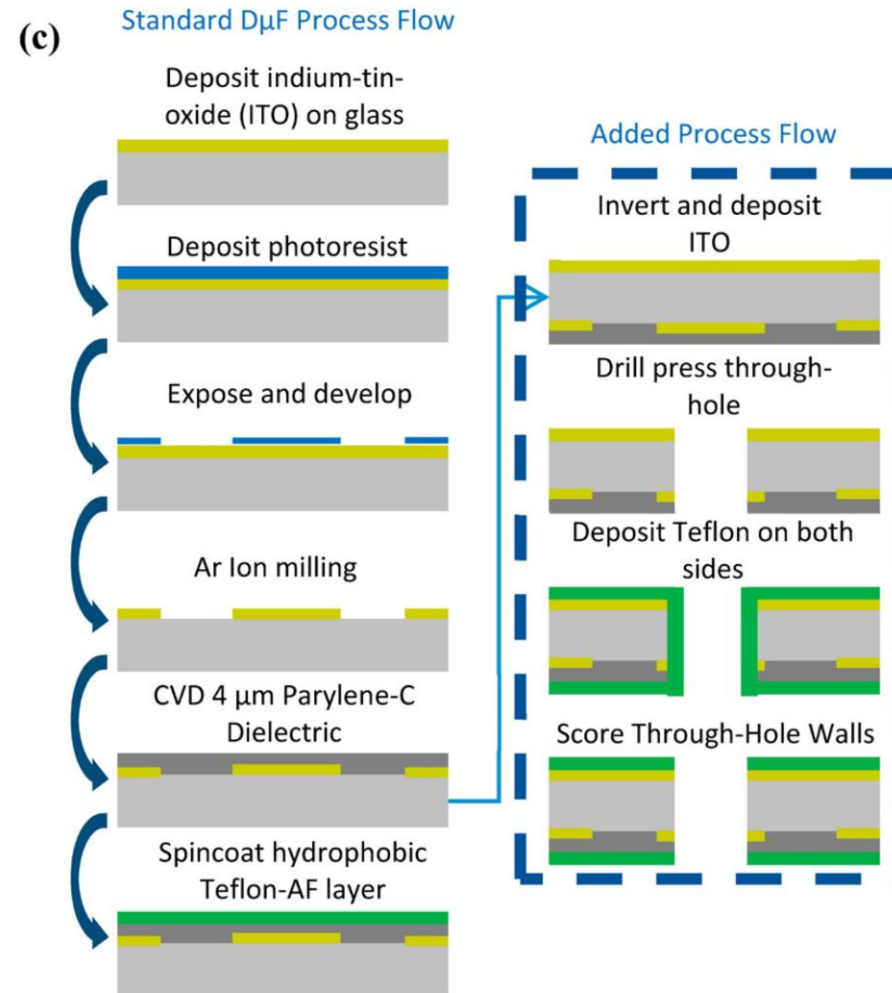 (c)
Standard DμF Process Flow
Deposit indium-tin-
oxide (ITO) on glass
Deposit photoresist
Expose and develop
Ar Ion milling
CVD 4 μm Parylene-C
Dielectric
Spincoat hydrophobic
Teflon-AF layer
Added Process Flow
Invert and deposit
ITO
Drill press through-
hole
Deposit Teflon on both
sides
Score Through-Hole Walls